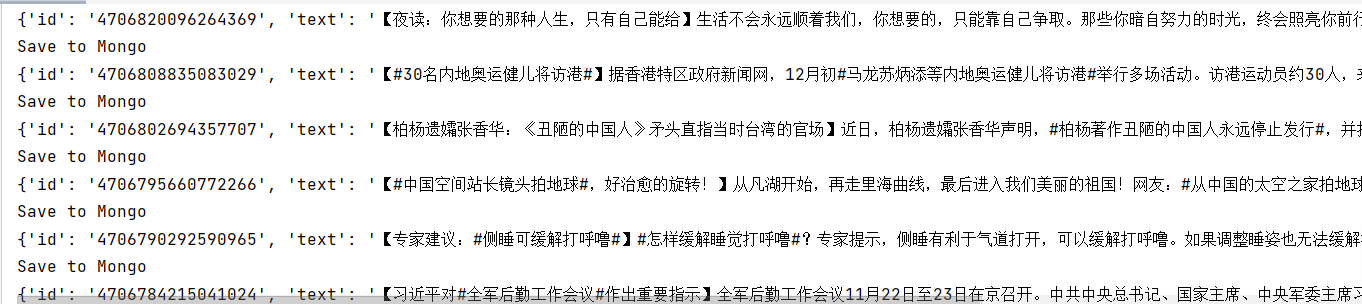 {'id': '4706820096264369', 'text': '【夜读：你想要的那种人生，只有自己能给】生活不会永远顺着我们，你想要的，只能靠自己争取。那些你暗自努力的时光，终会照亮你前行
Save to Mongo
{'id': '4706808835083029', 'text': '【#30名内地奥运健儿将访港#】据香港特区政府新闻网，12月初#马龙苏炳添等内地奥运健儿将访港#举行多场活动。访港运动员约30人，来
Save to Mongo
{'id': '4706802694357707', 'text': '【柏杨遗孀张香华：《丑陋的中国人》矛头直指当时台湾的官场】近日，柏杨遗孀张香华声明，#柏杨著作丑陋的中国人永远停止发行#，并把
Save to Mongo
{'id': '4706795660772266', 'text': '【#中国空间站长镜头拍地球#，好治愈的旋转！】从凡湖开始，再走里海曲线，最后进入我们美丽的祖国！网友：#从中国的太空之家拍地球
Save to Mongo
{'id': '4706790292590965', 'text': '【专家建议：#侧睡可缓解打呼噜#】#怎样缓解睡觉打呼噜#？专家提示，侧睡有利于气道打开，可以缓解打呼噜。如果调整睡姿也无法缓解
Save to Mongo
{'id': '4706784215041024', 'text': '【习近平对#全军后勤工作会议#作出重要指示】全军后勤工作会议11月22日至23日在京召开。中共中央总书记、国家主席、中央军委主席习